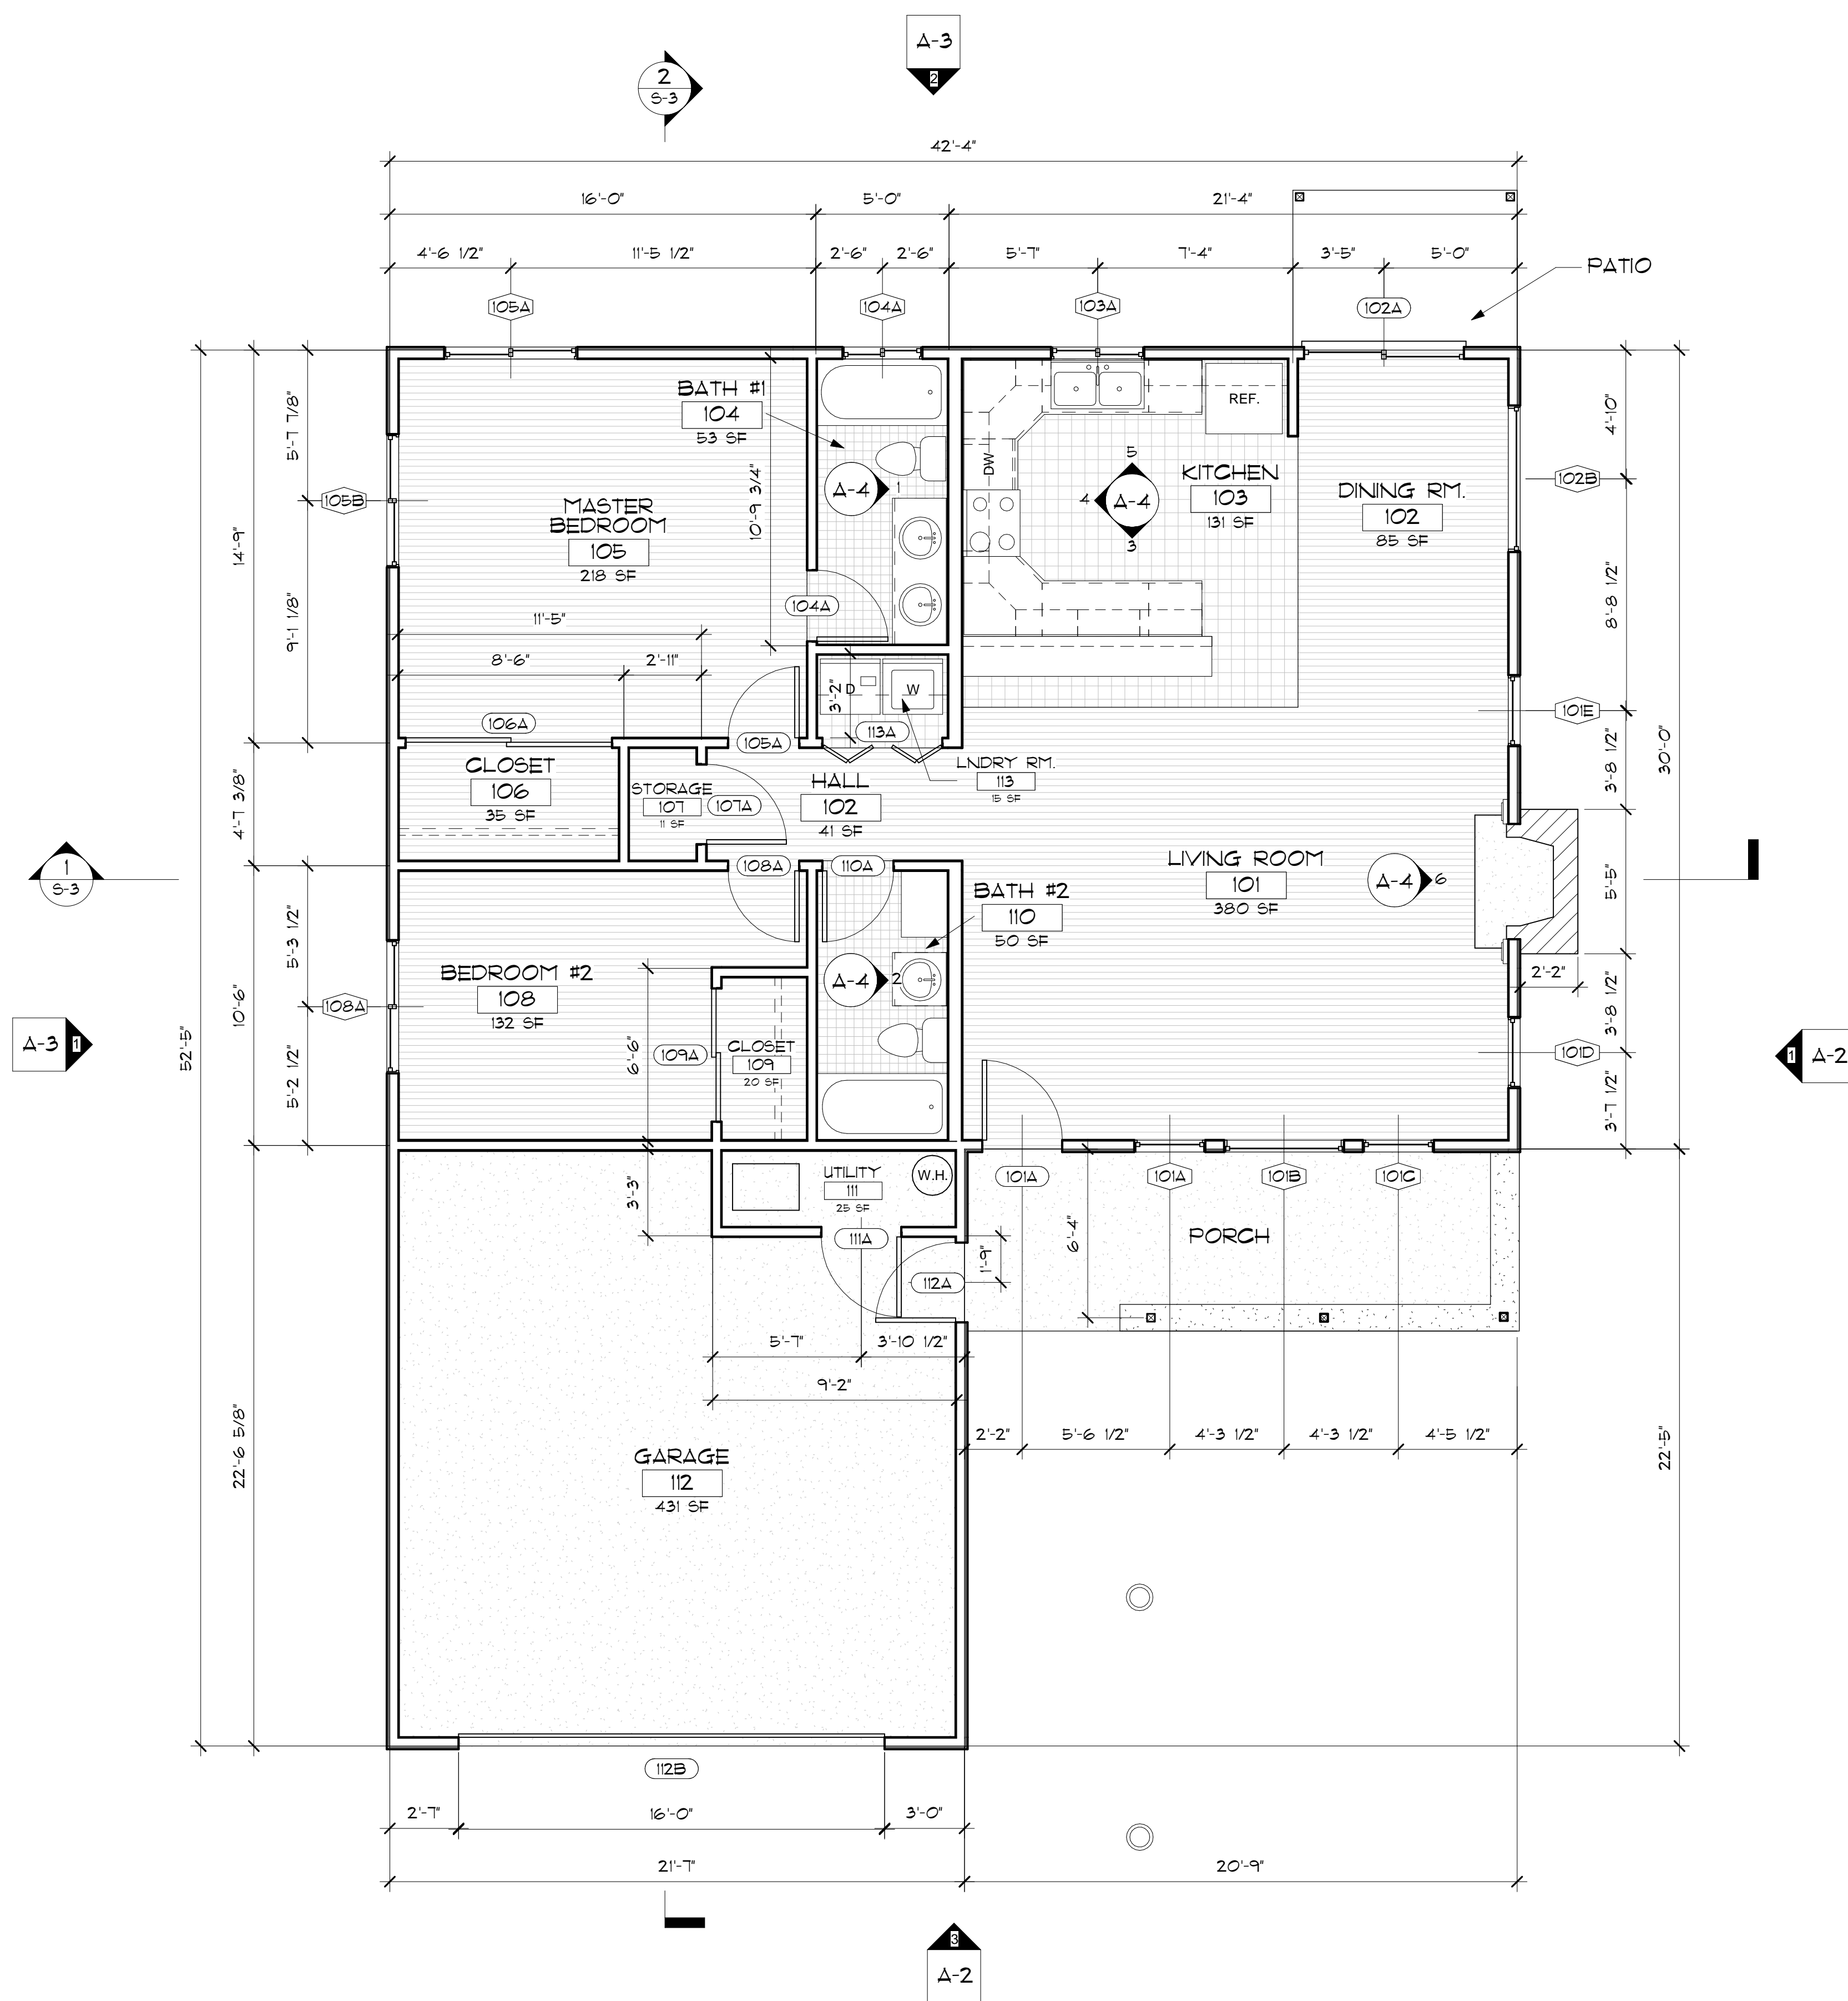 A-3
2
2
S-3
42'-4"
16'-0"
5'-0"
21'-4"
4'-6 1/2"
11'-5 1/2"
2'-6"
2'-6"
5'-7"
7'-4"
3'-5"
5'-0"
PATIO
105A
104A
103A
102A
BATH #1
104
53 SF
REF.
5'-7 7/8"
4'-10"
DW
5
4
A-4
3
KITCHEN
103
131 SF
DINING RM.
102
85 SF
102B
A-4
1
10'-9 3/4"
105B
MASTER
BEDROOM
105
218 SF
14'-9"
9'-1 1/8"
104A
8'-8 1/2"
11'-5"
8'-6"
2'-11"
3'-2"
D
W
106A
105A
113A
101E
30'-0"
3'-8 1/2"
CLOSET
106
35 SF
STORAGE
107
11 SF
107A
HALL
102
41 SF
LNDRY RM.
113
15 SF
4'-7 3/8"
1
S-3
108A
110A
LIVING ROOM
101
380 SF
A-4
6
5'-5"
BATH #2
110
50 SF
5'-3 1/2"
10'-6"
BEDROOM #2
108
132 SF
A-4
2
2'-2"
108A
3'-8 1/2"
A-3
1
52'-5"
6'-6"
109A
CLOSET
109
20 SF
101D
1
A-2
5'-2 1/2"
3'-7 1/2"
UTILITY
111
25 SF
W.H.
101A
101A
101B
101C
3'-3"
111A
6'-4"
PORCH
1'-9"
112A
5'-7"
3'-10 1/2"
9'-2"
2'-2"
5'-6 1/2"
4'-3 1/2"
4'-3 1/2"
4'-5 1/2"
22'-6 5/8"
22'-5"
GARAGE
112
431 SF
112B
2'-7"
16'-0"
3'-0"
21'-7"
20'-9"
3
A-2